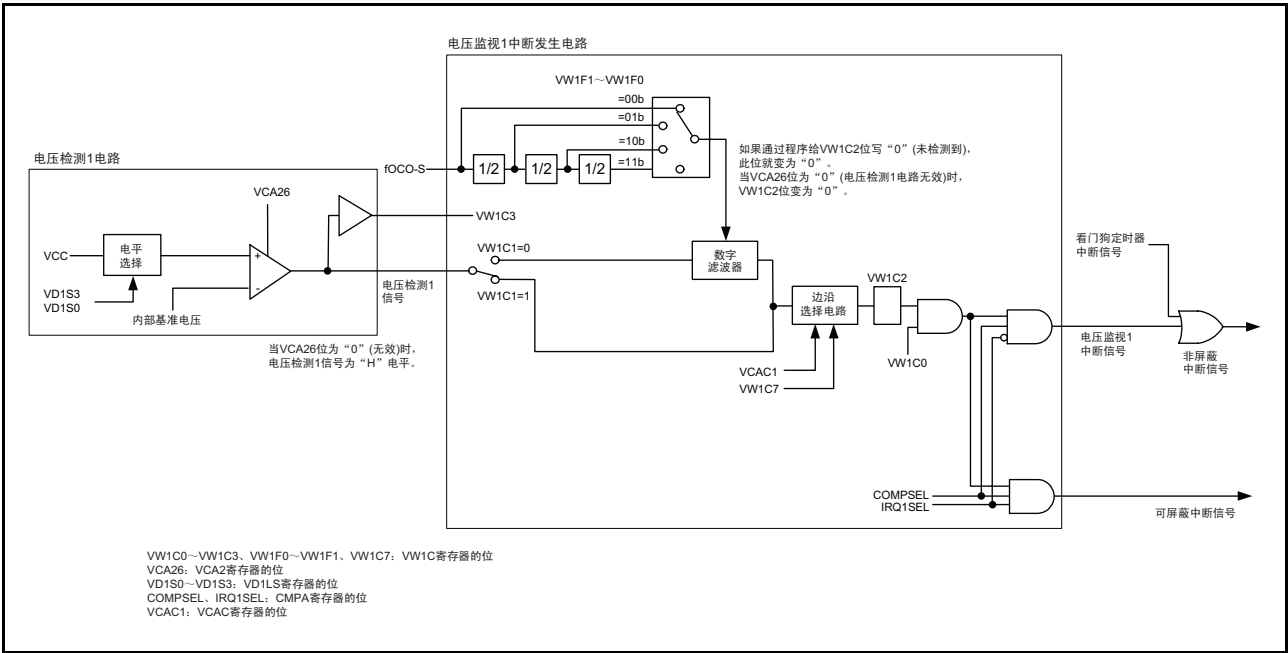 电压监视1中断发生电路
VW1F1～VW1F0
=00b
=01b
=10b
=11b
fOCO-S
1/2
1/2
1/2
如果通过程序给VW1C2位写“0”(未检测到)，
此位就变为“0”。
当VCA26位为“0”(电压检测1电路无效)时，
VW1C2位变为“0”。
电压检测1电路
VCA26
VCC
电平
选择
+
-
VD1S3
VD1S0
内部基准电压
VW1C3
电压检测1
信号
VW1C1=0
VW1C1=1
数字
滤波器
当VCA26位为“0”(无效)时，
电压检测1信号为“H”电平。
边沿
选择电路
VW1C2
VCAC1
VW1C7
VW1C0
看门狗定时器
中断信号
电压监视1
中断信号
非屏蔽
中断信号
COMPSEL
IRQ1SEL
可屏蔽中断信号
VW1C0～VW1C3、VW1F0～VW1F1、VW1C7：VW1C寄存器的位
VCA26：VCA2寄存器的位
VD1S0～VD1S3：VD1LS寄存器的位
COMPSEL、IRQ1SEL：CMPA寄存器的位
VCAC1：VCAC寄存器的位